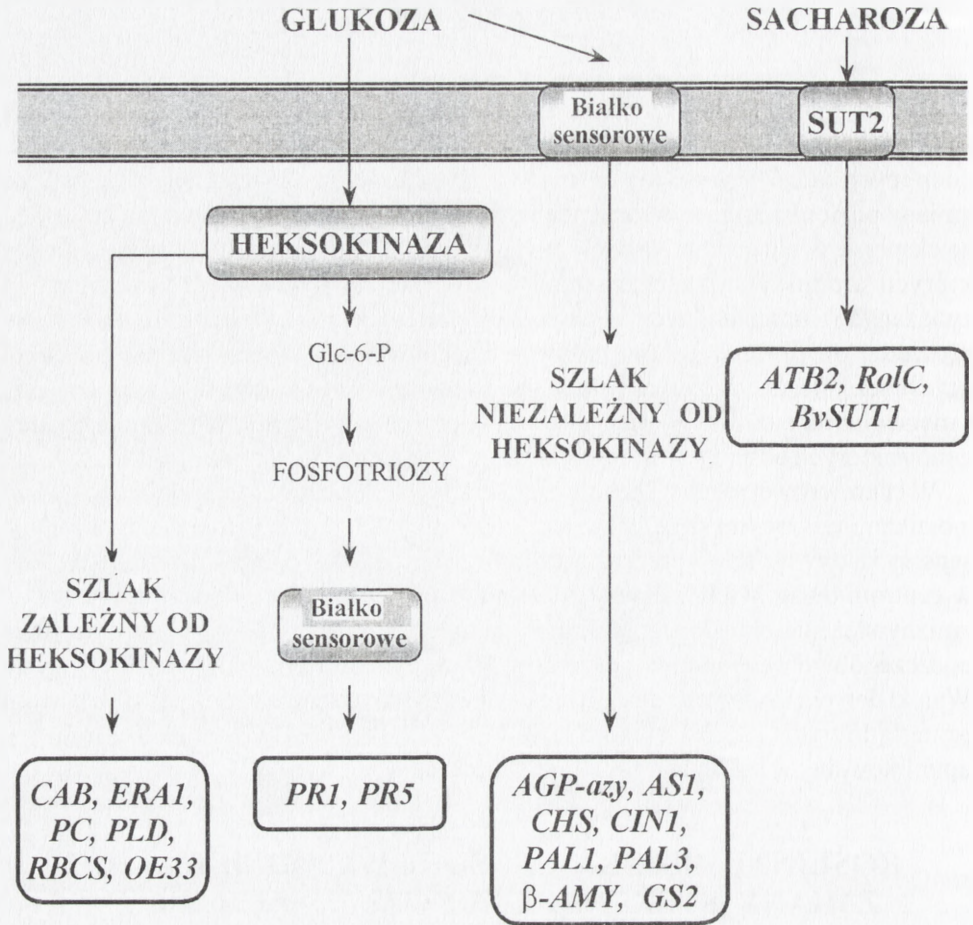 GLUKOZA
SACHAROZA
Białko
sensorowe
SUT2
HEKSOKINAZA
Glc-6-P
SZLAK
NIEZALEŻNY OD
HEKSOKINAZY
ATB2, RolC,
BvSUT1
FOSFOTRIOZY
SZLAK
ZALEŻNY OD
HEKSOKINAZY
Białko
sensorowe
CAB, ERA1,
PC, PLD,
RBCS, OE33
PR1, PR5
AGP-azy, AS1,
CHS, CIN1,
PAL1, PAL3,
β-AMY, GS2